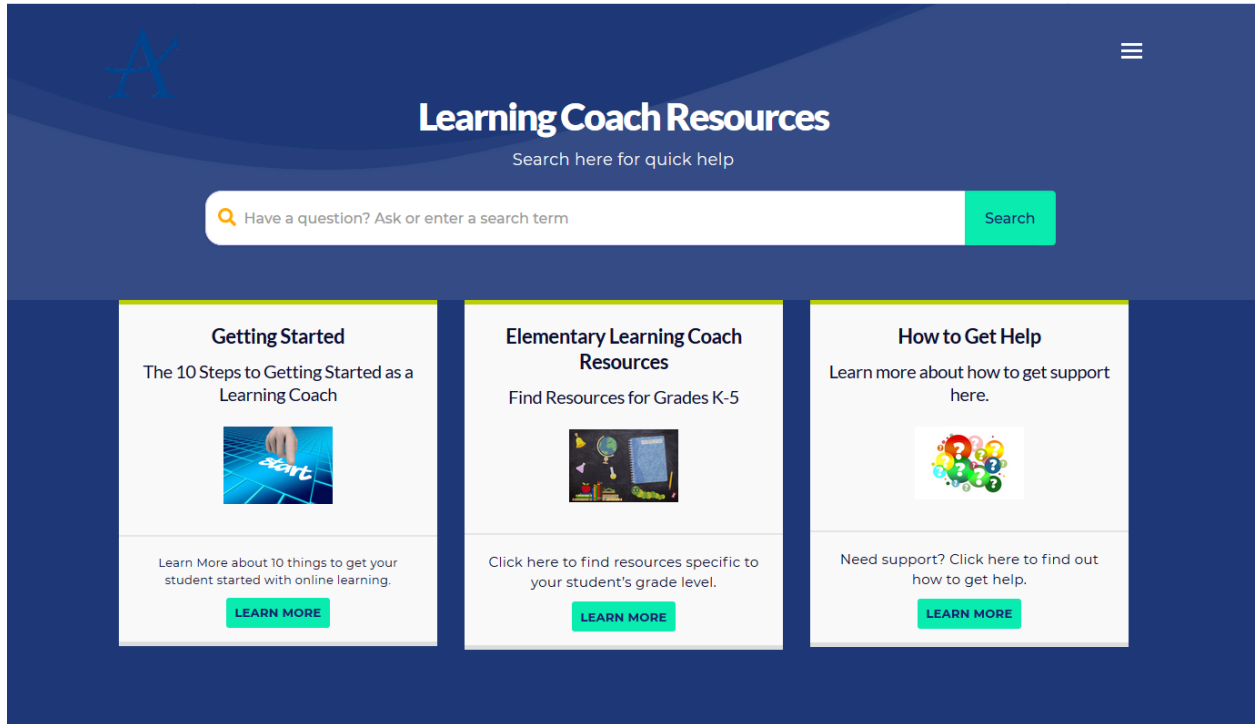 A
Learning Coach Resources
Search here for quick help
Have a question? Ask or enter a search term
Search
Getting Started
The 10 Steps to Getting Started as a
Learning Coach
start
Learn More about 10 things to get your
student started with online learning.
LEARN MORE
Elementary Learning Coach
Resources
Find Resources for Grades K-5
Click here to find resources specific to
your student's grade level.
LEARN MORE
How to Get Help
Learn more about how to get support
here.
? ? ? ? ? ? ? ? ?
Need support? Click here to find out
how to get help.
LEARN MORE